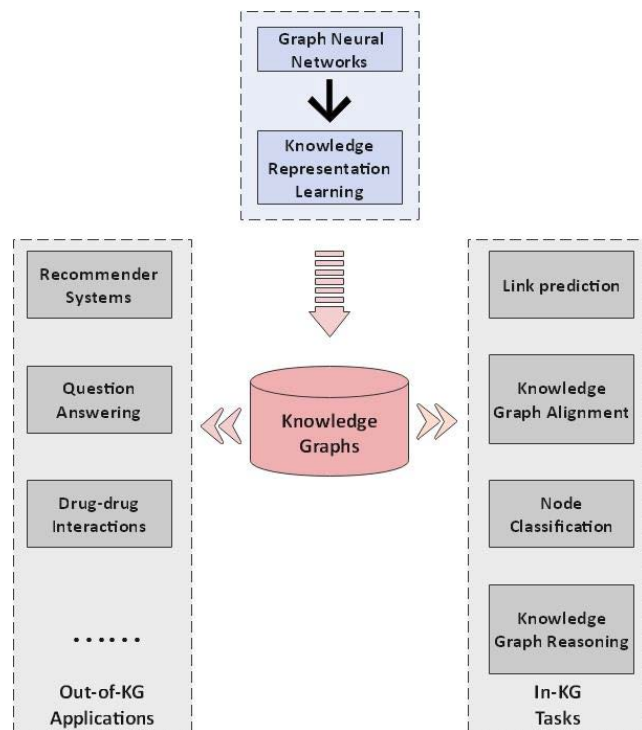 Graph Neural
Networks
Knowledge
Representation
Learning
Recommender
Systems
Question
Answering
Drug-drug
Interactions
......
Out-of-KG
Applications
Knowledge
Graphs
Link prediction
Knowledge
Graph Alignment
Node
Classification
Knowledge
Graph Reasoning
In-KG
Tasks